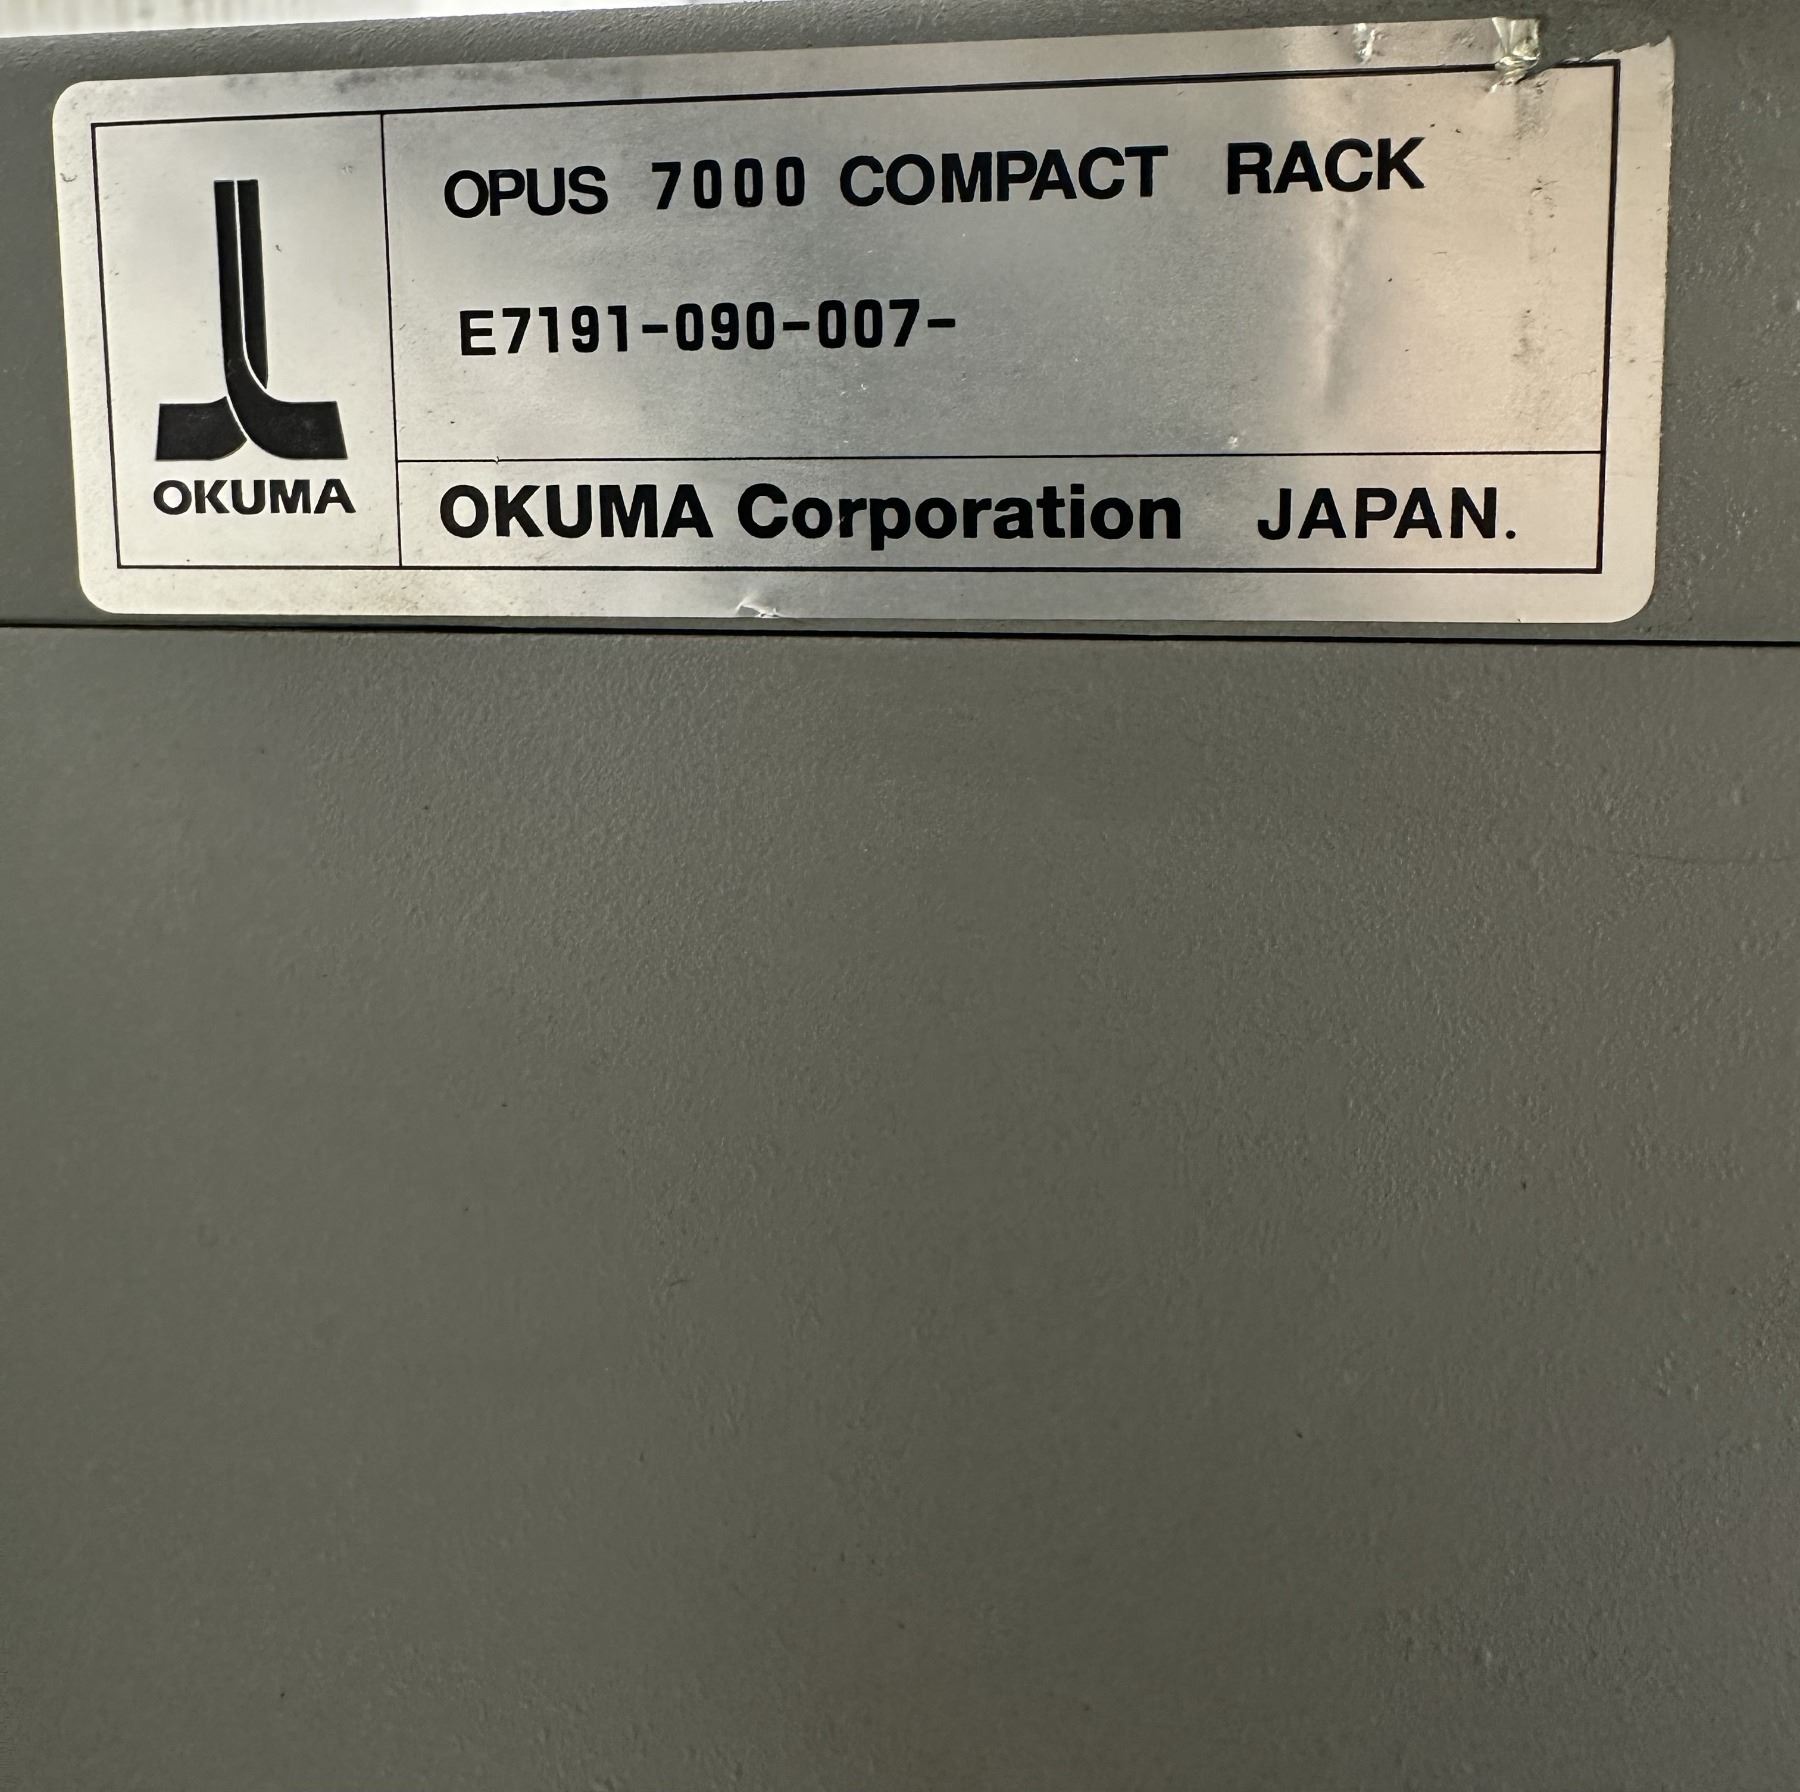 OPUS 7000 COMPACT RACK
E7191-090-007-
OKUMA
OKUMA Corporation JAPAN.